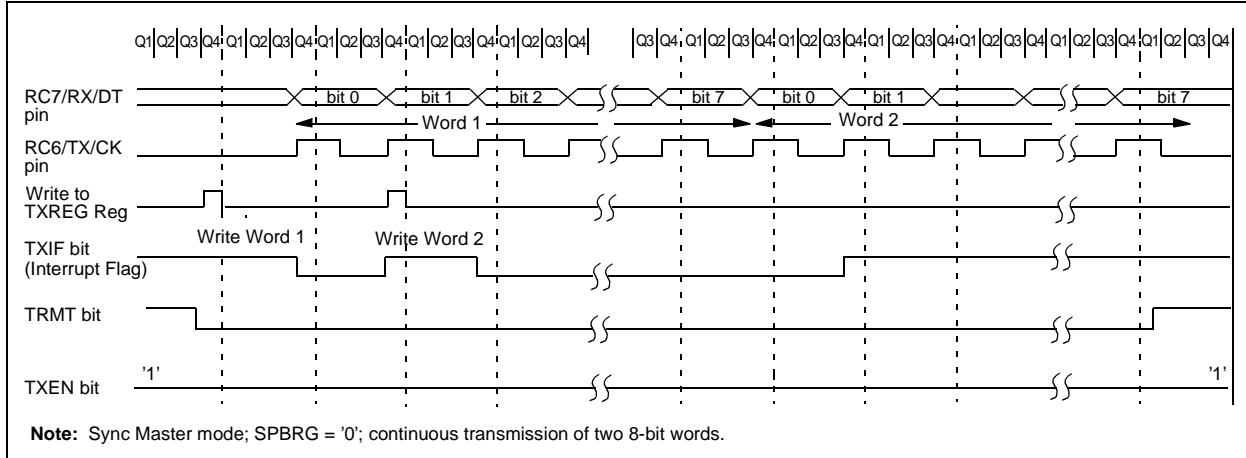 Q1 Q2 Q3 Q4 Q1 Q2 Q3 Q4 Q1 Q2 Q3 Q4 Q1 Q2 Q3 Q4 Q1 Q2 Q3 Q4 Q3 Q4 Q1 Q2 Q3 Q4 Q1 Q2 Q3 Q4 Q1 Q2 Q3 Q4 Q1 Q2 Q3 Q4 Q1 Q2 Q3 Q4 Q1 Q2 Q3 Q4
RC7/RX/DT
pin
bit 0 bit 1 bit 2 bit 7 bit 0 bit 1 bit 7
Word 1 Word 2
RC6/TX/CK
pin
Write to
TXREG Reg
Write Word 1 Write Word 2
TXIF bit
(Interrupt Flag)
TRMT bit
TXEN bit
'1' '1'
Note: Sync Master mode; SPBRG = '0'; continuous transmission of two 8-bit words.